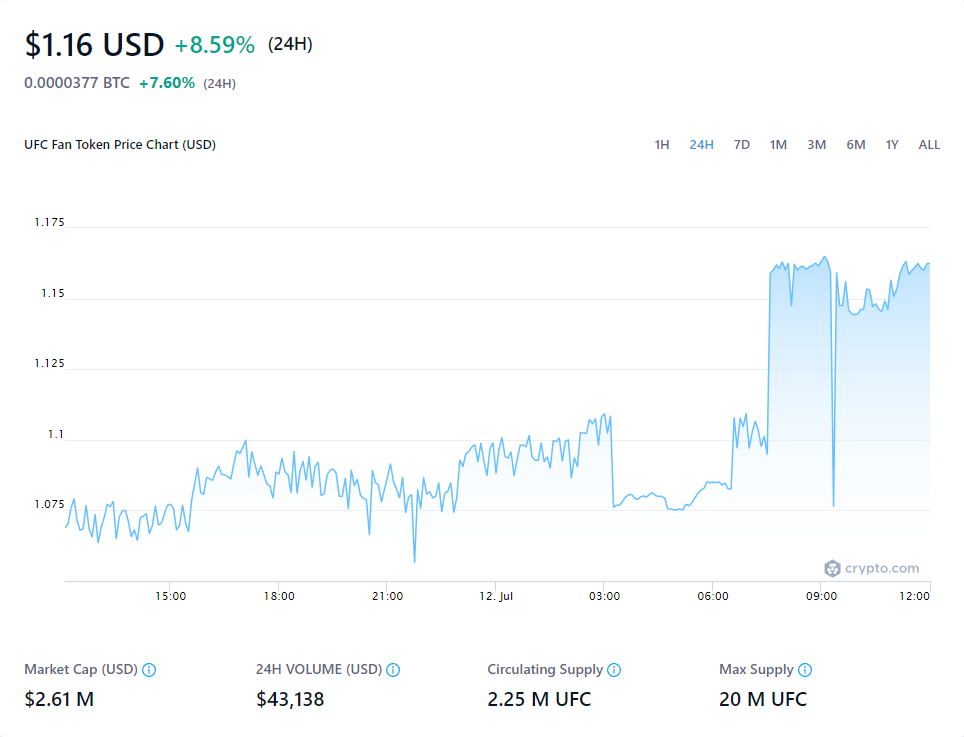 $1.16 USD +8.59% (24H)
0.0000377 BTC +7.60% (24H)
UFC Fan Token Price Chart (USD) 1H 24H 7D 1M 3M 6M 1Y ALL
1.175
1.15
1.125
1.1
1.075
crypto.com
15:00 18:00 21:00 12. Jul 03:00 06:00 09:00 12:00
Market Cap (USD) 24H VOLUME (USD) Circulating Supply Max Supply
$2.61 M $43,138 2.25 M UFC 20 M UFC